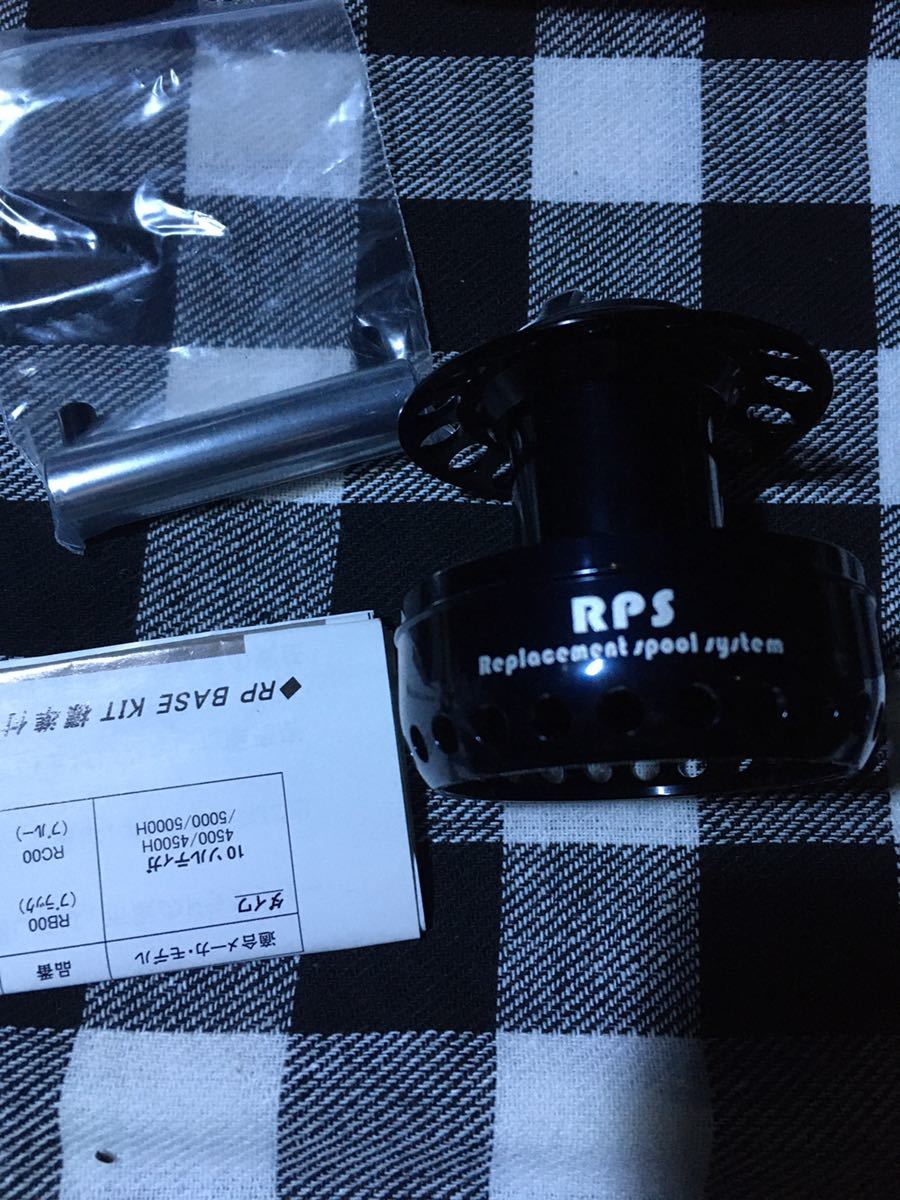 RPS
Replacement spool system
◆RP BASE KIT 標準付
適合メーカ・モデル
品番
ダイワ
10ソルティガ
4500/4500H
/5000/5000H
RB00
(ブラック)
RC00
(ブルー)